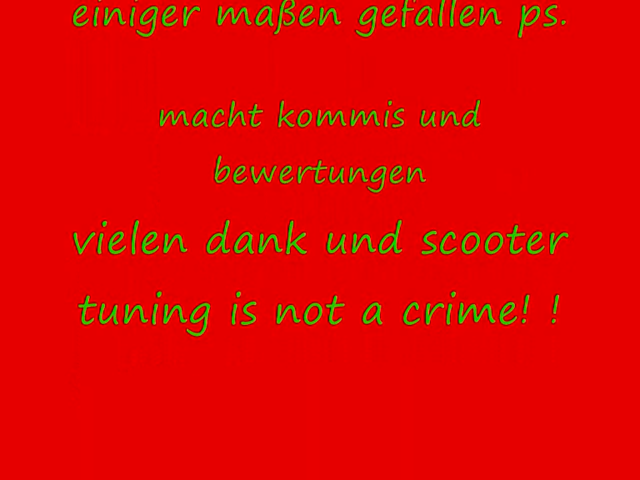 einiger maßen gefallen ps.
macht kommis und
bewertungen
vielen dank und scooter
tuning is not a crime! !